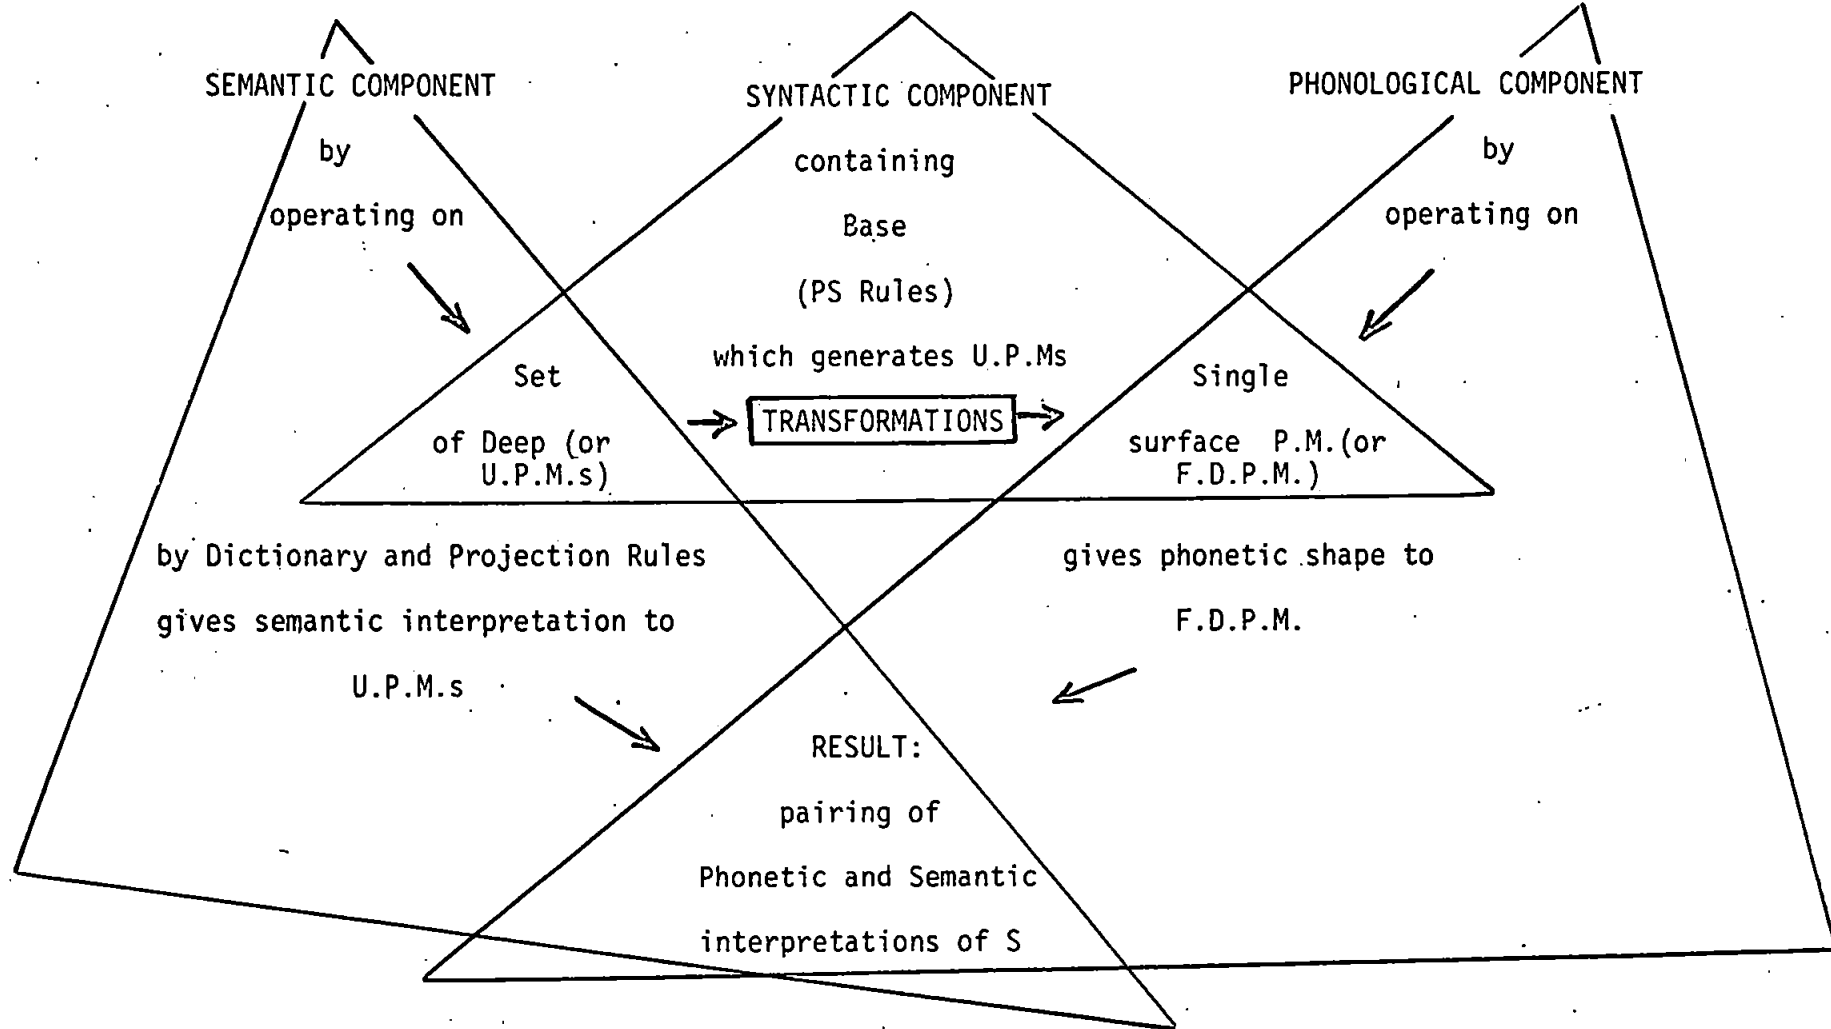 SEMANTIC COMPONENT
by
operating on
SYNTACTIC COMPONENT
containing
Base
(PS Rules)
which generates U.P.Ms
PHONOLOGICAL COMPONENT
by
operating on
Set
of Deep (or
U.P.M.s)
TRANSFORMATIONS
Single
surface P.M.(or
F.D.P.M.)
by Dictionary and Projection Rules
gives semantic interpretation to
U.P.M.s
gives phonetic shape to
F.D.P.M.
RESULT:
pairing of
Phonetic and Semantic
interpretations of S